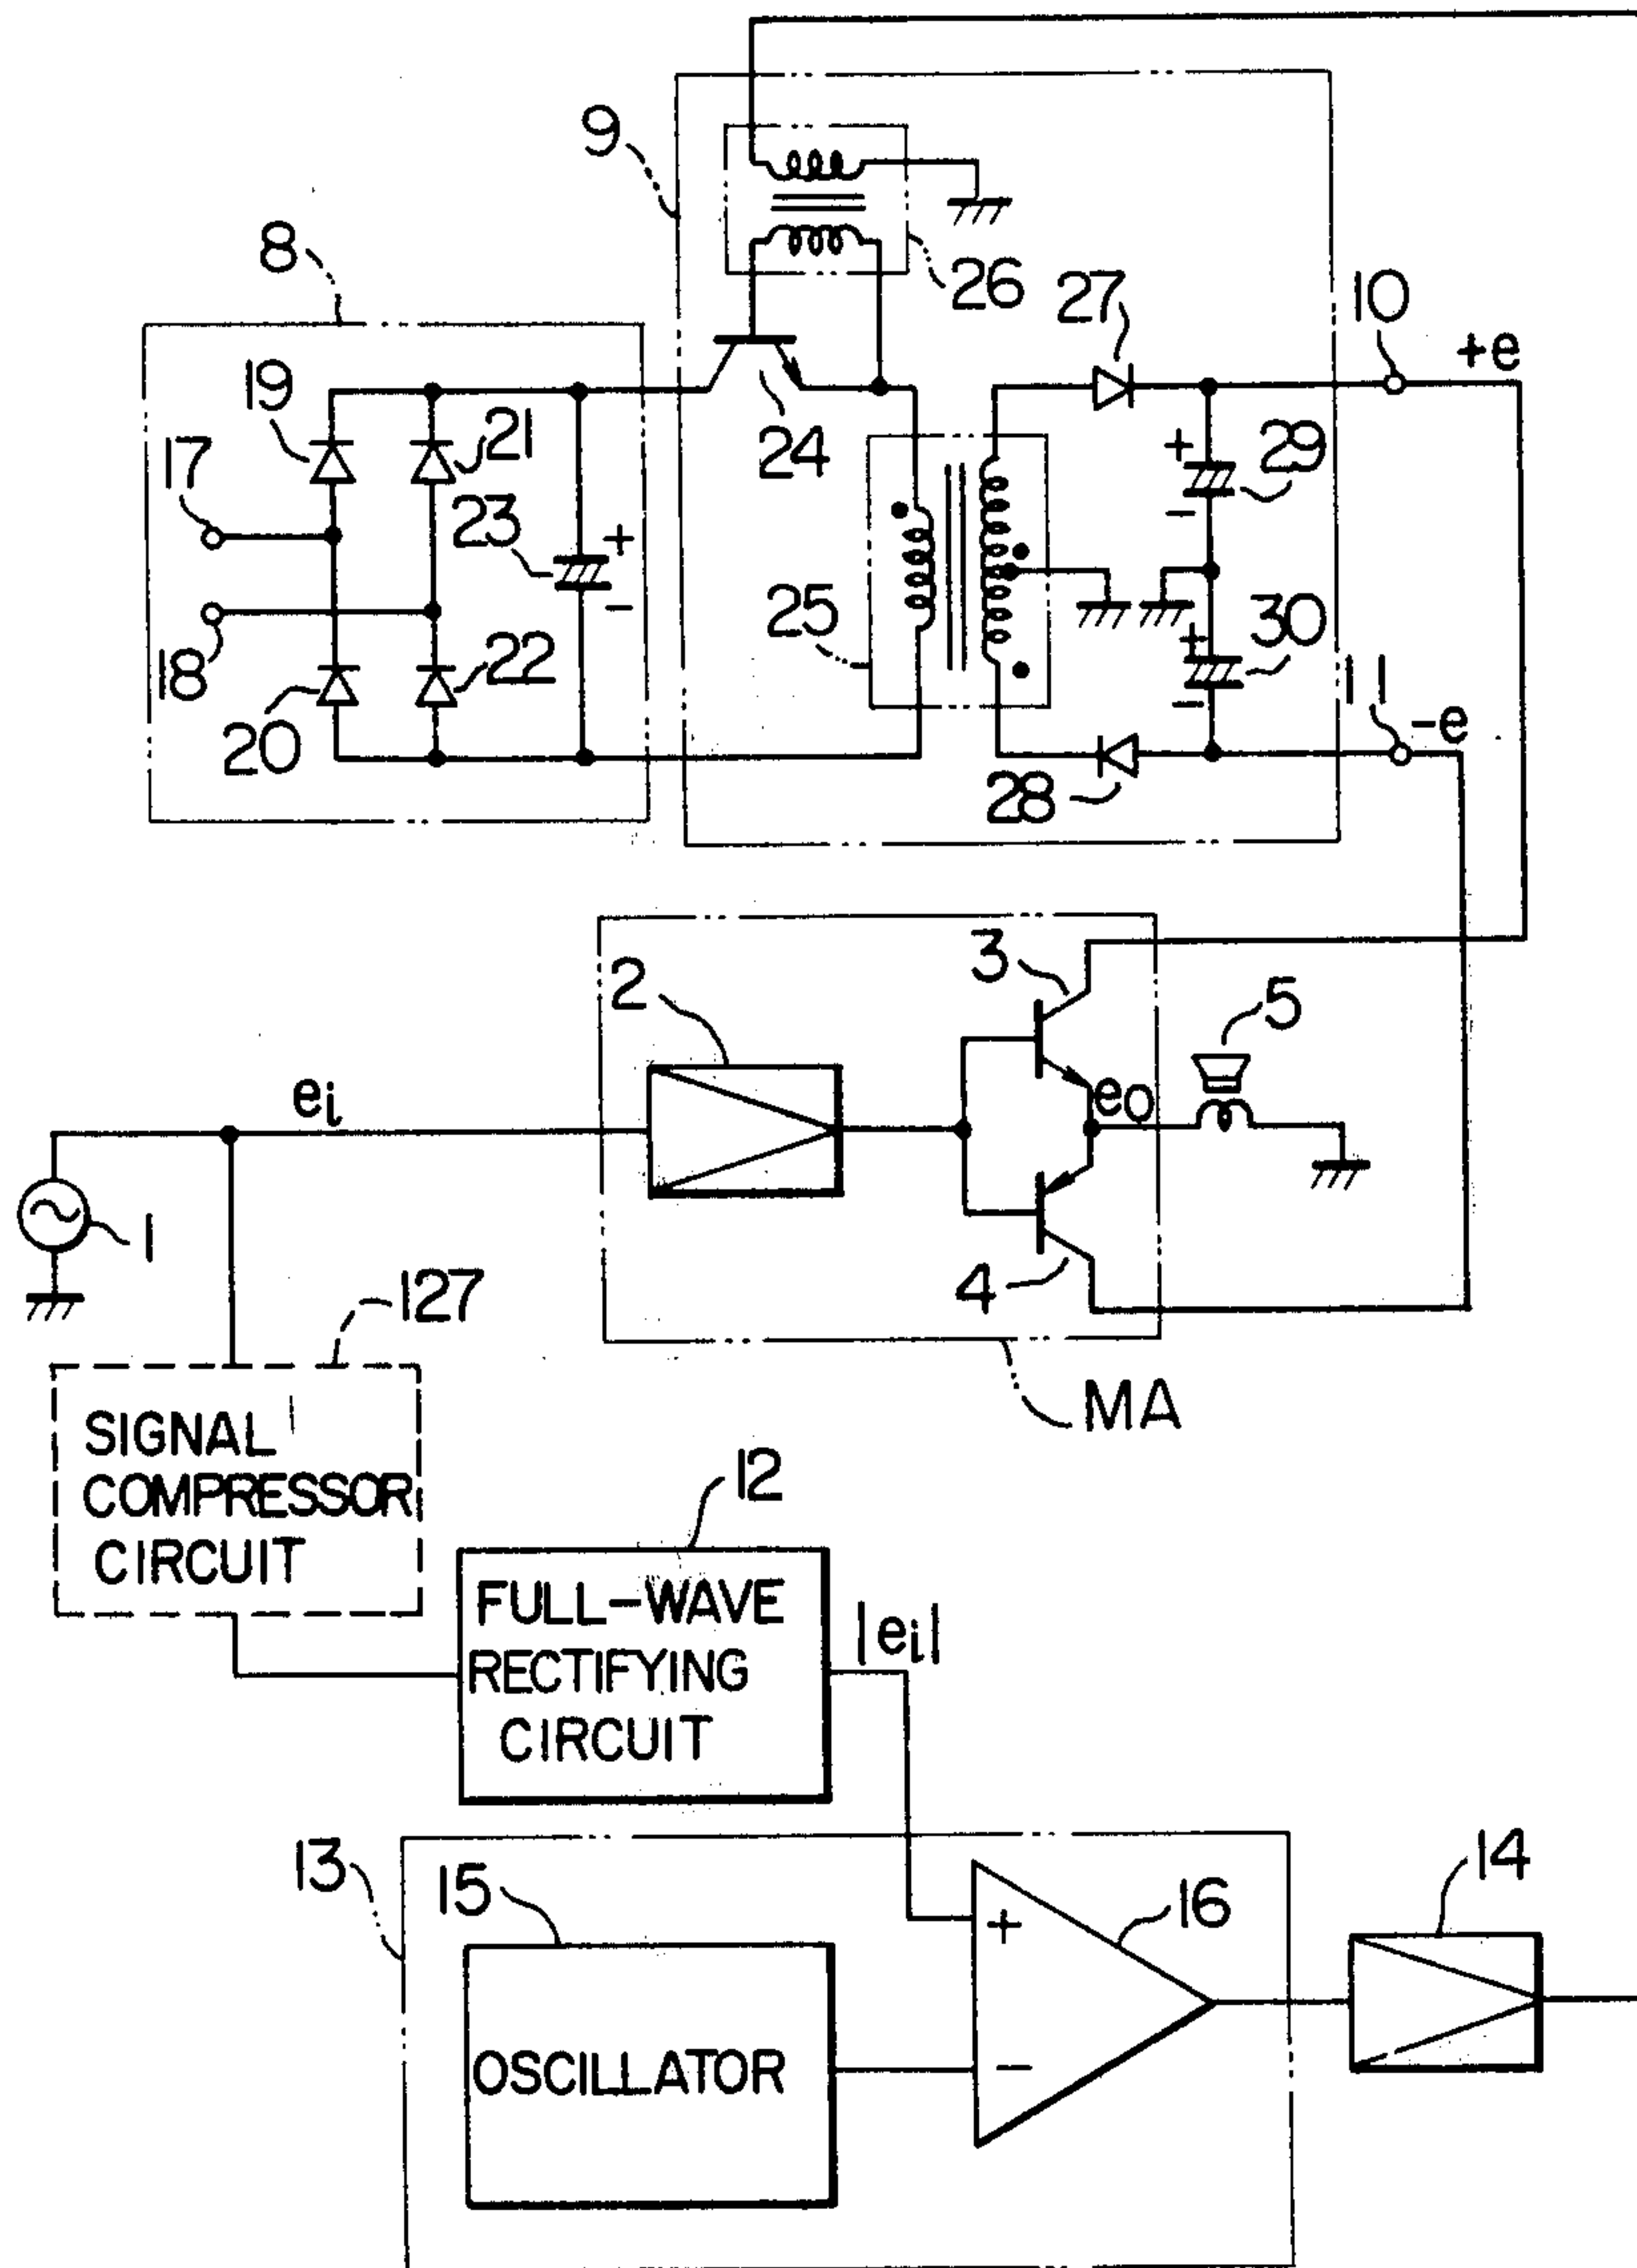 9
8
26
27
10
+e
19
21
24
+
29
17
23
+
-
-
25
+
30
18
22
-
11
-e
20
28
3
2
5
ei
eo
1
4
127
MA
SIGNAL
COMPRESSOR
CIRCUIT
12
FULL-WAVE
RECTIFYING
CIRCUIT
|ei|
13
15
16
14
+
OSCILLATOR
-